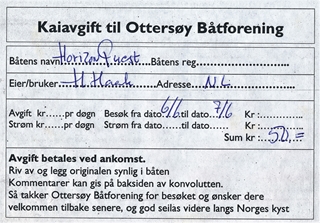 Kaiavgift til Ottersøy Båtforening
Båtens navn Horizon Quest Båtens reg.
Eier/bruker H. Hank Adresse N.L.
Avgift kr......pr døgn Besøk fra dato 6/6 til dato 7/6 Kr :
Strøm kr......pr døgn Strøm fra dato......til dato...... Kr :
Sum kr : 50,=
Avgift betales ved ankomst.
Riv av og legg originalen synlig i båten
Kommentarer kan gis på baksiden av konvolutten.
Så takker Ottersøy Båtforening for besøket og ønsker dere
velkommen tilbake senere, og god seilas videre langs Norges kyst